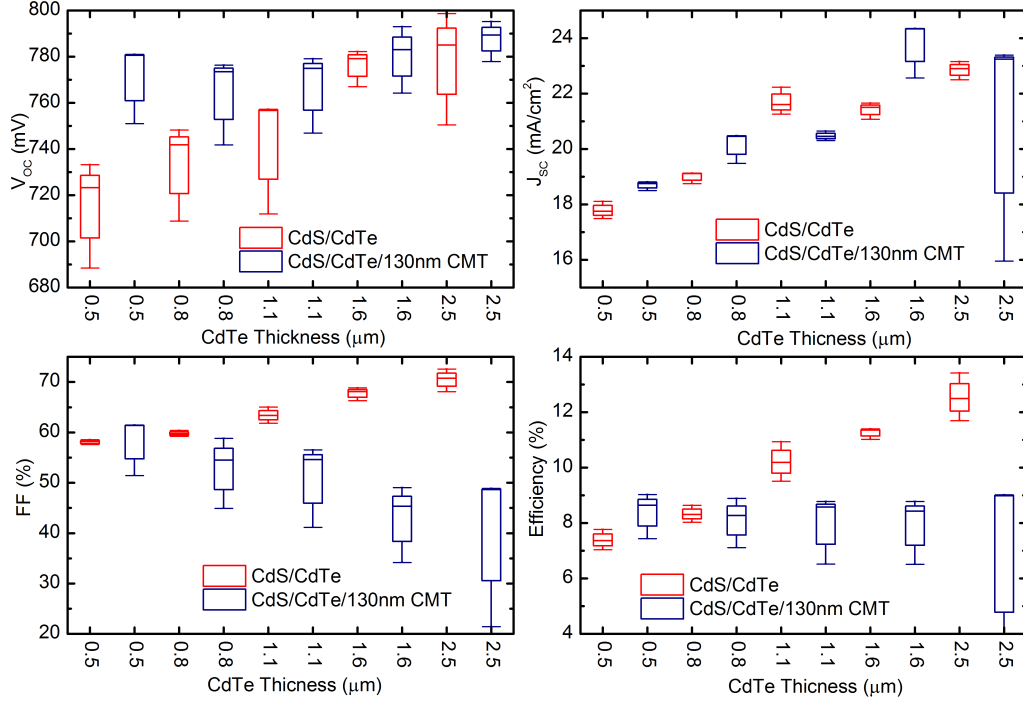 800
780
760
740
720
700
680
V_OC (mV)
CdS/CdTe
CdS/CdTe/130nm CMT
0.5 0.5 0.8 0.8 1.1 1.1 1.6 1.6 2.5 2.5
CdTe Thickness (μm)
24
22
20
18
16
J_SC (mA/cm²)
CdS/CdTe
CdS/CdTe/130nm CMT
0.5 0.5 0.8 0.8 1.1 1.1 1.6 1.6 2.5 2.5
CdTe Thicness (μm)
70
60
50
40
30
20
FF (%)
CdS/CdTe
CdS/CdTe/130nm CMT
0.5 0.5 0.8 0.8 1.1 1.1 1.6 1.6 2.5 2.5
CdTe Thicness (μm)
14
12
10
8
6
4
Efficiency (%)
CdS/CdTe
CdS/CdTe/130nm CMT
0.5 0.5 0.8 0.8 1.1 1.1 1.6 1.6 2.5 2.5
CdTe Thicness (μm)